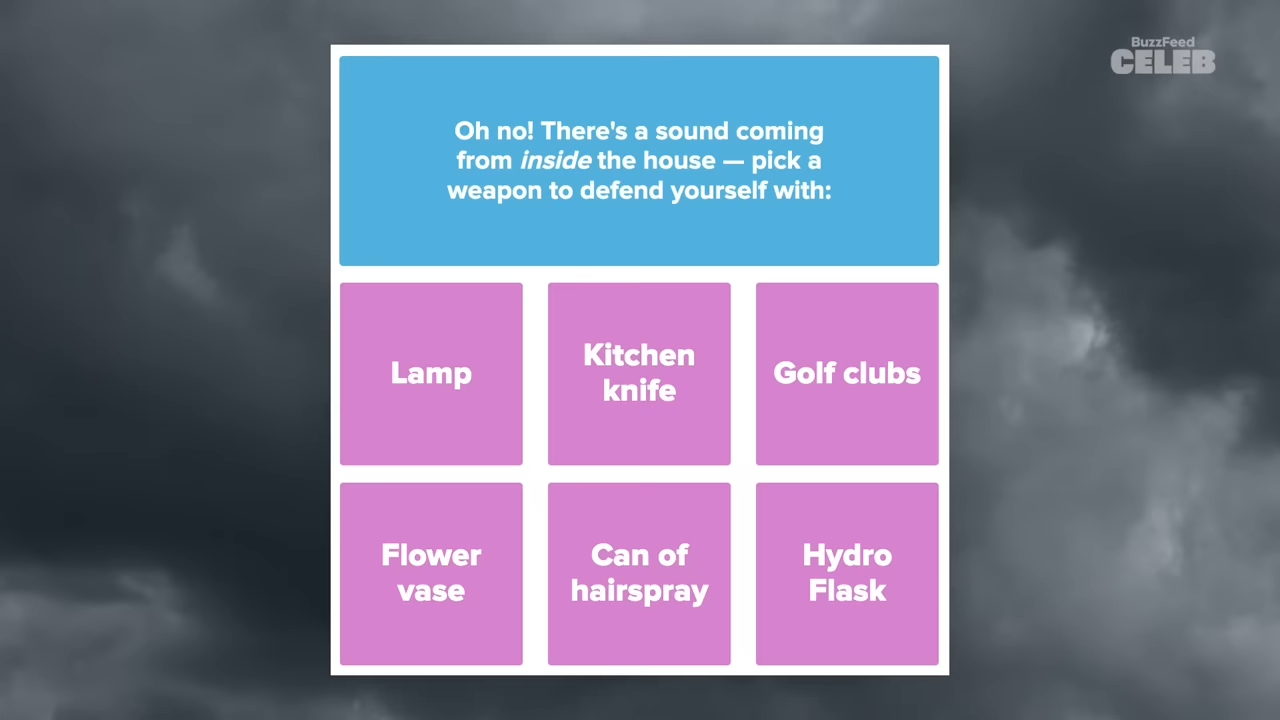 BuzzFeed
CELEB
Oh no! There's a sound coming
from inside the house — pick a
weapon to defend yourself with:
Lamp
Kitchen
knife
Golf clubs
Flower
vase
Can of
hairspray
Hydro
Flask